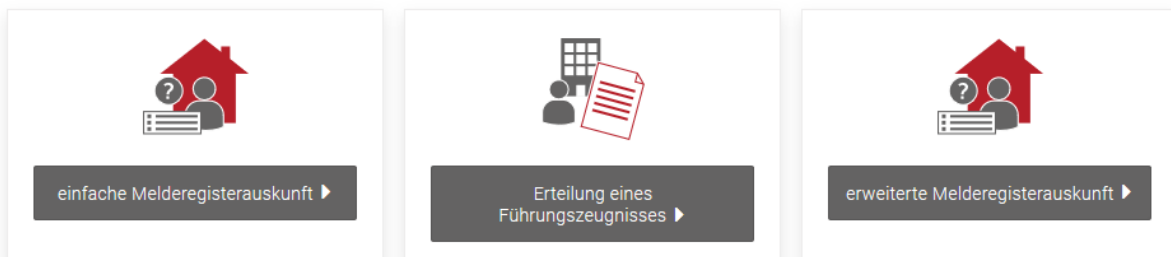 ?
?
einfache Melderegisterauskunft
Erteilung eines
Führungszeugnisses
erweiterte Melderegisterauskunft